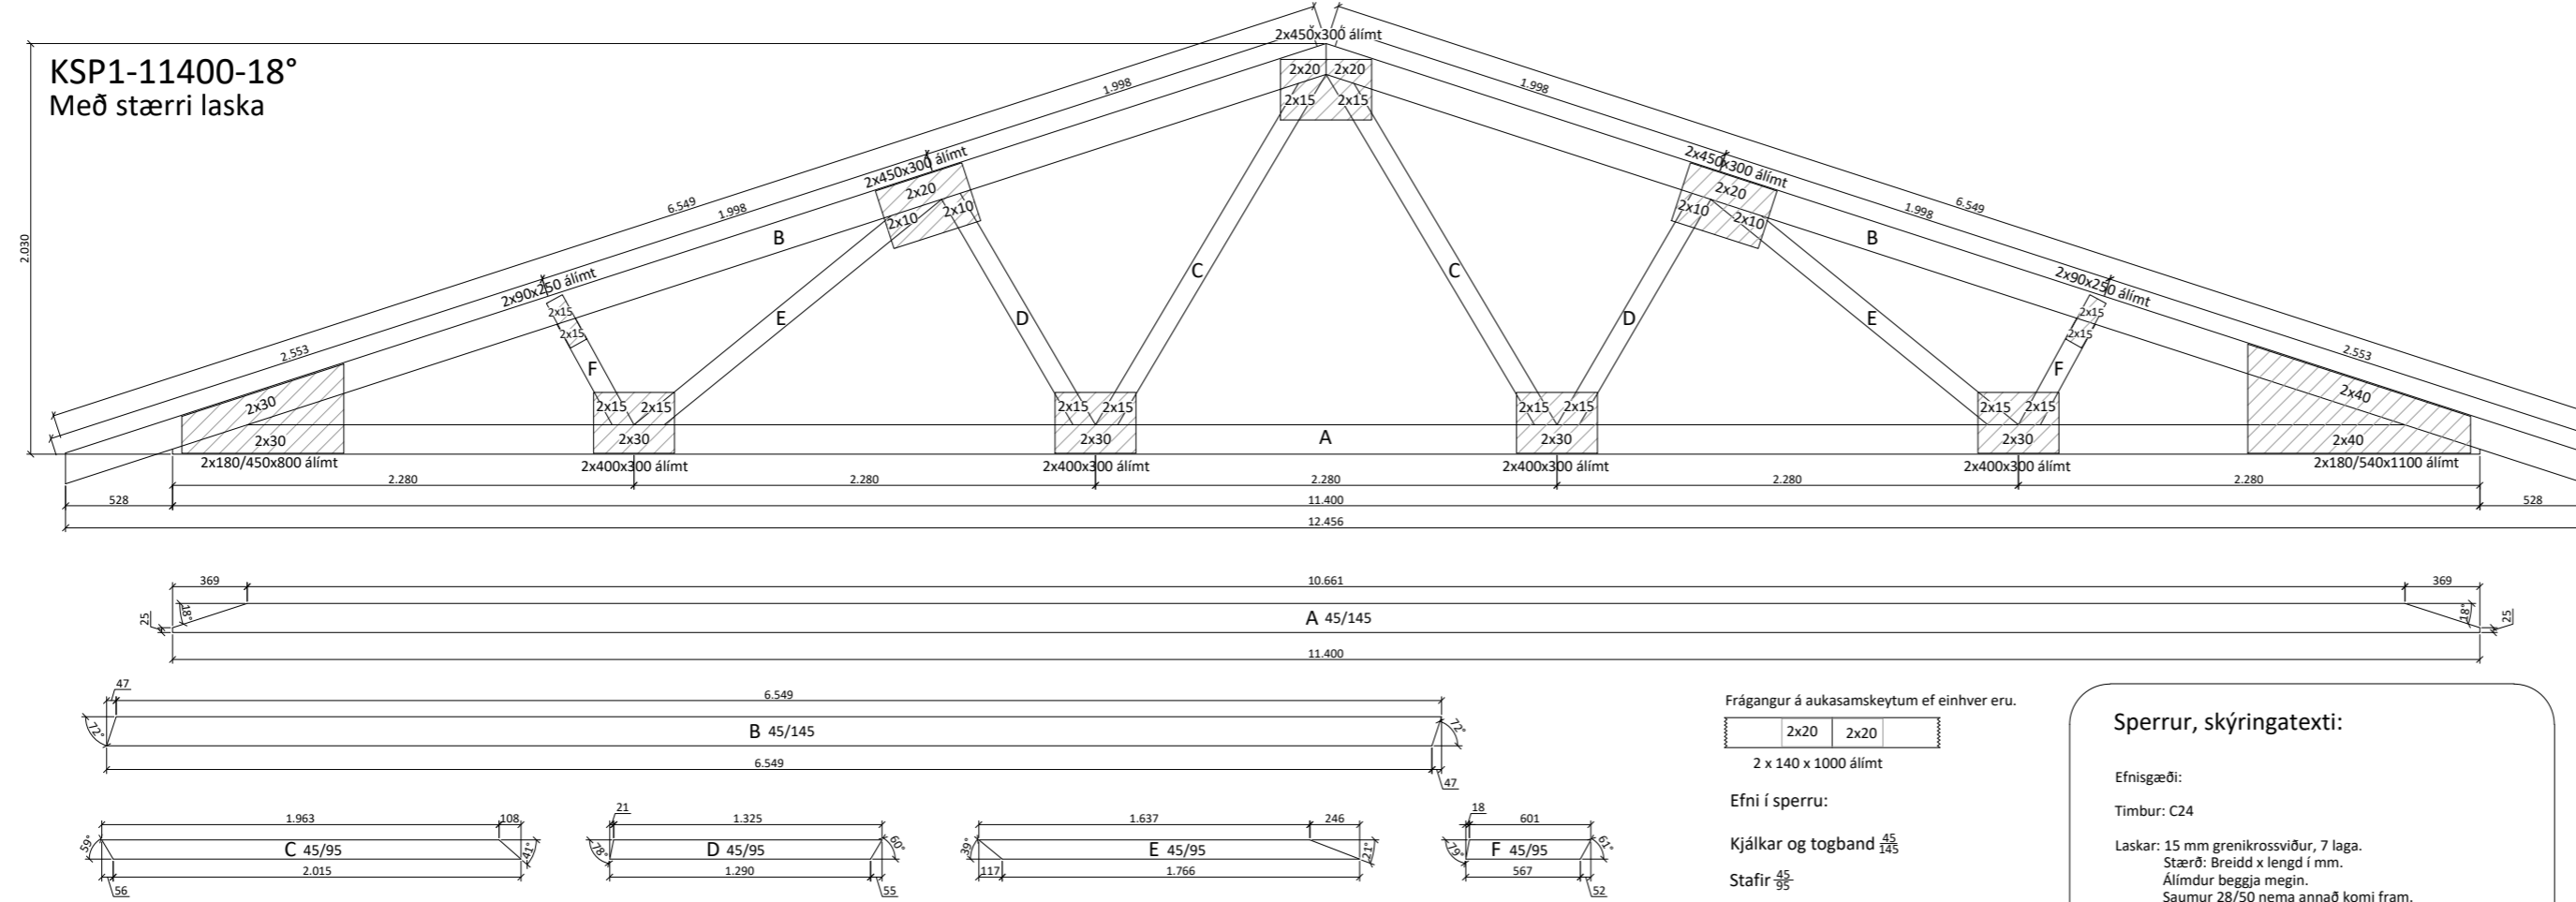 KSP1-11400-18°
Með stærri laska
2x450x300 álímt
2x20 2x20
2x15 2x15
1.998
1.998
6.549
1.998
2x450x300 álímt
2x20
2x10
2x10
2x450x300 álímt
2x20
2x10
2x10
1.998
6.549
2.030
B
B
C
C
2x90x250 álímt
2x15
2x15
2x90x250 álímt
2x15
2x15
E
D
D
E
2.553
2.553
F
F
2x30
2x30
2x15 2x15
2x30
2x15 2x15
2x30
A
2x15 2x15
2x30
2x15 2x15
2x30
2x40
2x40
2x180/450x800 álímt
2x400x300 álímt
2x400x300 álímt
2x400x300 álímt
2x400x300 álímt
2x180/540x1100 álímt
2.280 2.280 2.280 2.280 2.280
528 11.400 528
12.456
369 10.661 369
18° 18°
25 A 45/145 25
11.400
47 6.549
72° B 45/145 72°
6.549 47
1.963 108
59° C 45/95 41°
2.015
56
21 1.325
78° D 45/95 60°
1.290
55
1.637 246
39° E 45/95 21°
117 1.766
18 601
79° F 45/95 61°
567
52
Frágangur á aukasamskeytum ef einhver eru.
2x20 2x20
2 x 140 x 1000 álímt
Efni í sperru:
Kjálkar og togband 45/145
Stafir 45/95
Sperrur, skýringatexti:
Efnisgæði:
Timbur: C24
Laskar: 15 mm grenikrossviður, 7 laga.
Stærð: Breidd x lengd í mm.
Álímdur beggja megin.
Saumur 28/50 nema annað komi fram.